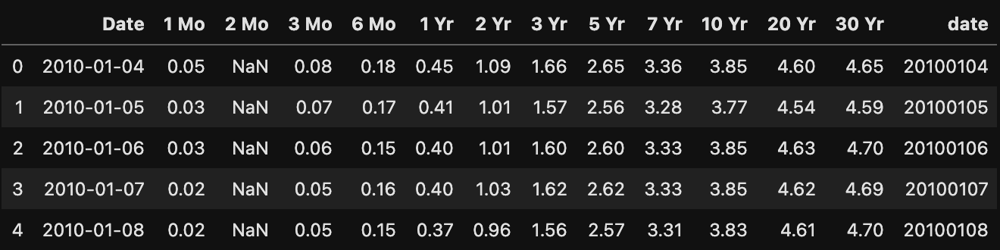 Date 1 Mo 2 Mo 3 Mo 6 Mo 1 Yr 2 Yr 3 Yr 5 Yr 7 Yr 10 Yr 20 Yr 30 Yr date
0 2010-01-04 0.05 NaN 0.08 0.18 0.45 1.09 1.66 2.65 3.36 3.85 4.60 4.65 20100104
1 2010-01-05 0.03 NaN 0.07 0.17 0.41 1.01 1.57 2.56 3.28 3.77 4.54 4.59 20100105
2 2010-01-06 0.03 NaN 0.06 0.15 0.40 1.01 1.60 2.60 3.33 3.85 4.63 4.70 20100106
3 2010-01-07 0.02 NaN 0.05 0.16 0.40 1.03 1.62 2.62 3.33 3.85 4.62 4.69 20100107
4 2010-01-08 0.02 NaN 0.05 0.15 0.37 0.96 1.56 2.57 3.31 3.83 4.61 4.70 20100108